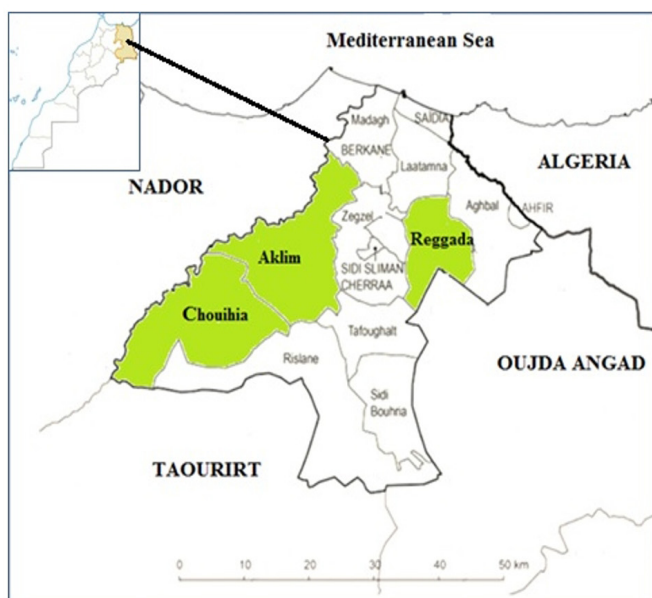 Mediterranean Sea
Madagh
SAÏDIA
BERKANE
ALGERIA
Laatamna
NADOR
Aghbal
AHFIR
Zegzel
Reggada
Aklim
SIDI SLIMAN
CHERRAA
Chouihia
Tafoughalt
Rislane
OUJDA ANGAD
Sidi
Bouhria
TAOURIRT
0 10 20 30 40 50 km